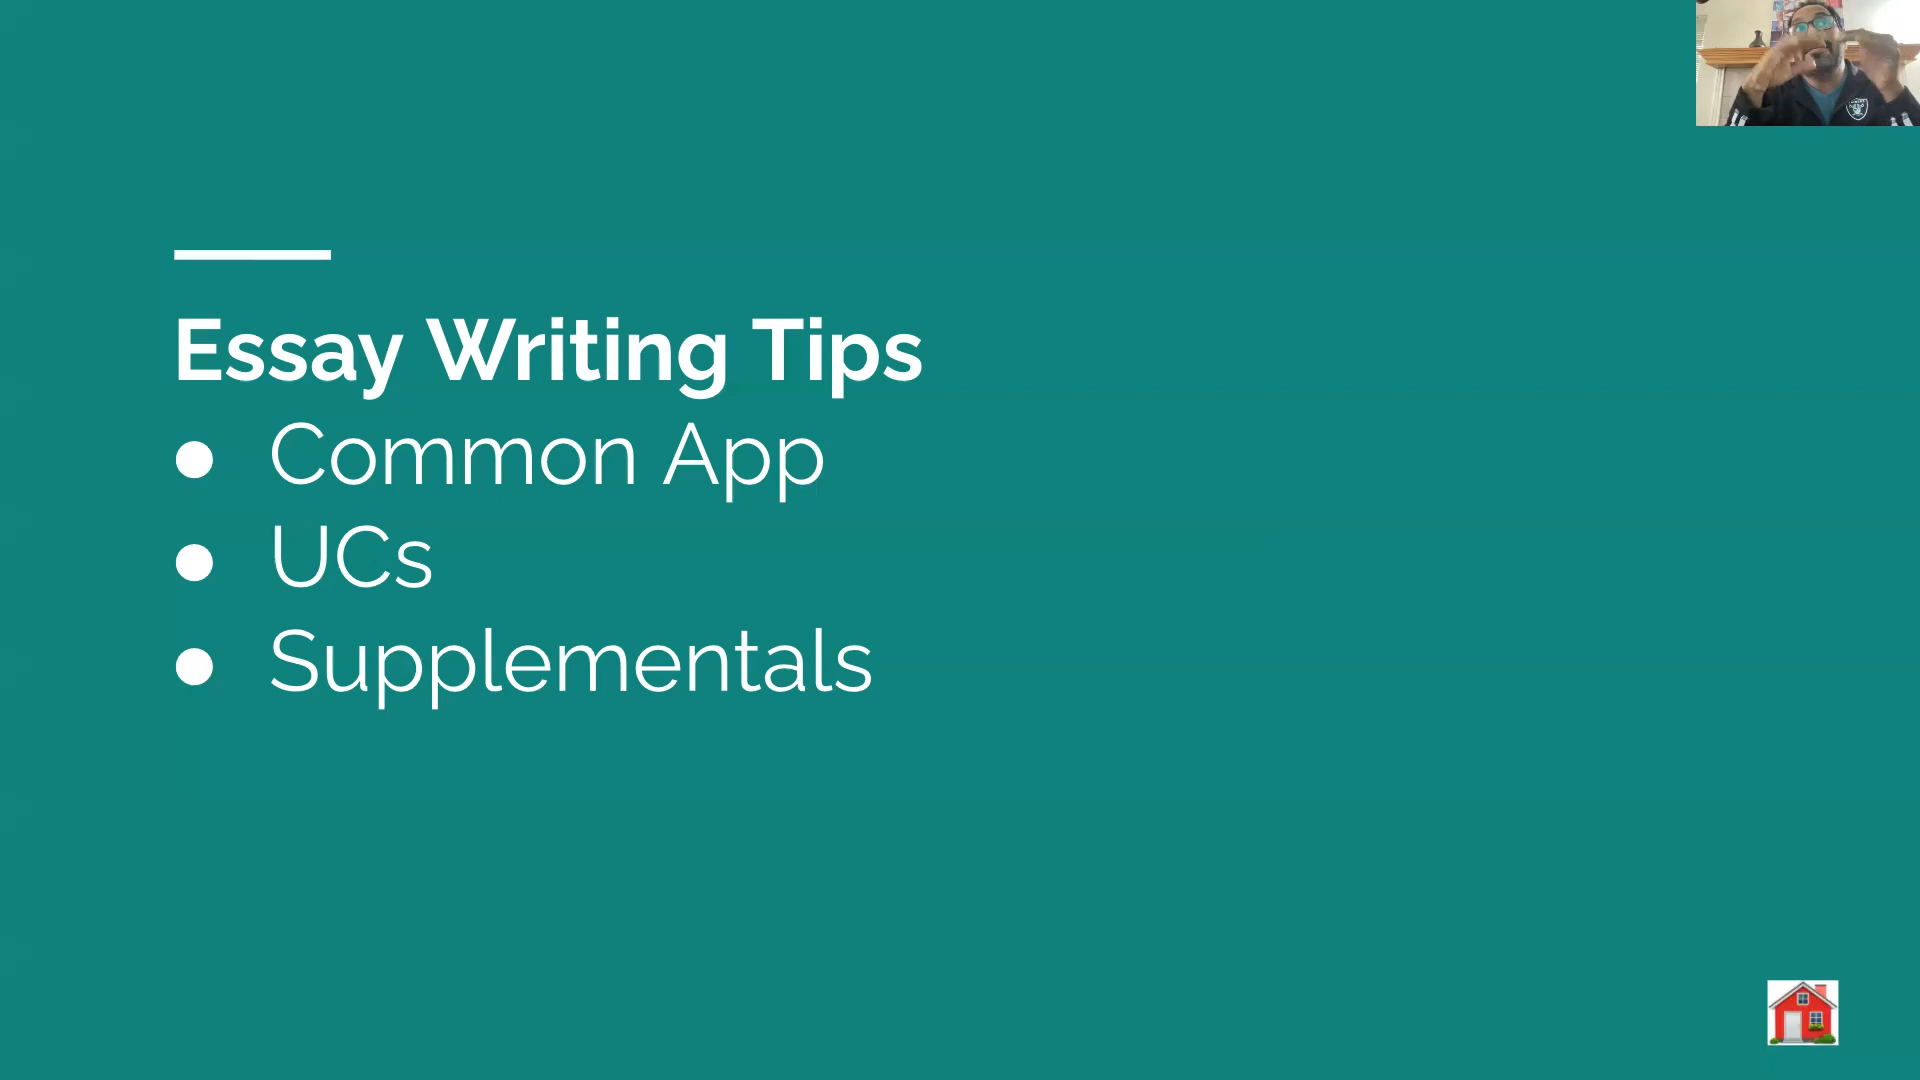 Essay Writing Tips
● Common App
● UCs
● Supplementals